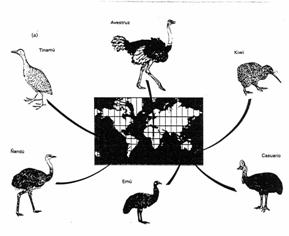 Avestruz
(a)
Tinamú
Kiwi
Ñandú
Emú
Casuario